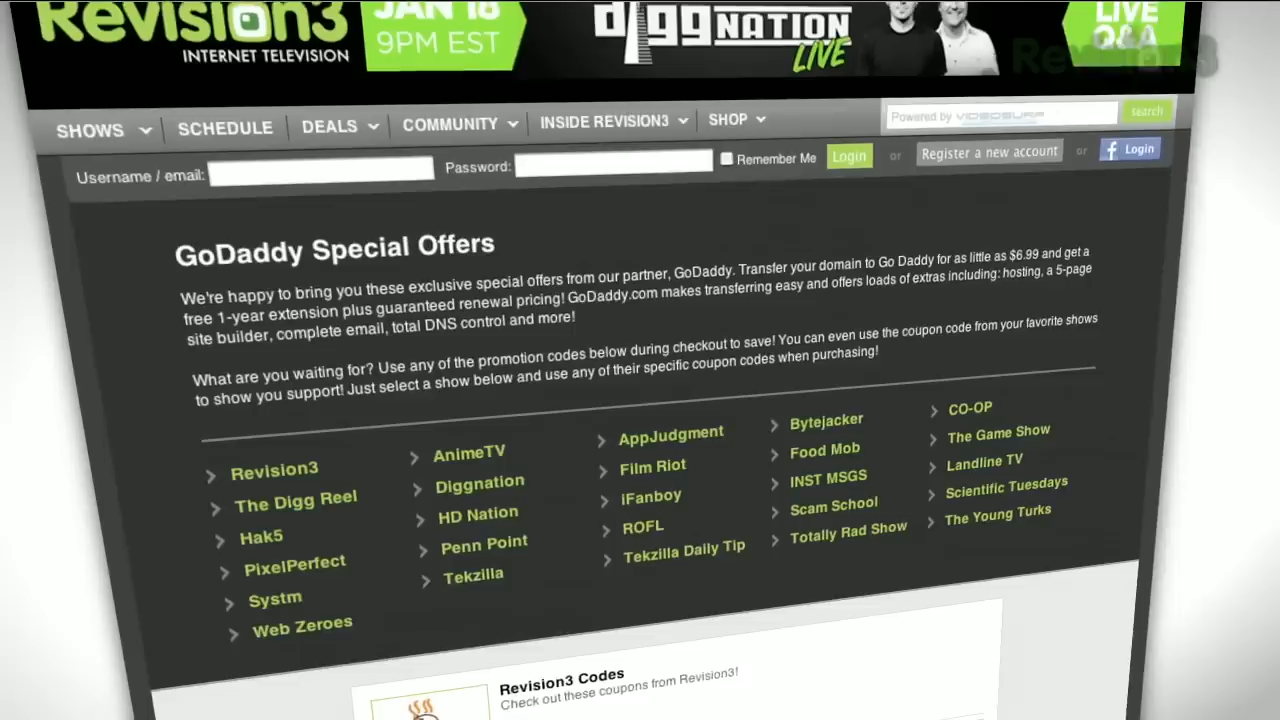 Revision3
INTERNET TELEVISION
JAN 18
9PM EST
diggNATION
LIVE
LIVE
Q&A
Revision3
SHOWS
SCHEDULE
DEALS
COMMUNITY
INSIDE REVISION3
SHOP
Powered by VIDEOSURF
search
Username / email:
Password:
Remember Me
Login
or
Register a new account
or
f Login
GoDaddy Special Offers
We're happy to bring you these exclusive special offers from our partner, GoDaddy. Transfer your domain to Go Daddy for as little as $6.99 and get a
free 1-year extension plus guaranteed renewal pricing! GoDaddy.com makes transferring easy and offers loads of extras including: hosting, a 5-page
site builder, complete email, total DNS control and more!
What are you waiting for? Use any of the promotion codes below during checkout to save! You can even use the coupon code from your favorite shows
to show you support! Just select a show below and use any of their specific coupon codes when purchasing!
Revision3
The Digg Reel
Hak5
PixelPerfect
Systm
Web Zeroes
AnimeTV
Diggnation
HD Nation
Penn Point
Tekzilla
AppJudgment
Film Riot
iFanboy
ROFL
Tekzilla Daily Tip
Bytejacker
Food Mob
INST MSGS
Scam School
Totally Rad Show
CO-OP
The Game Show
Landline TV
Scientific Tuesdays
The Young Turks
Revision3 Codes
Check out these coupons from Revision3!